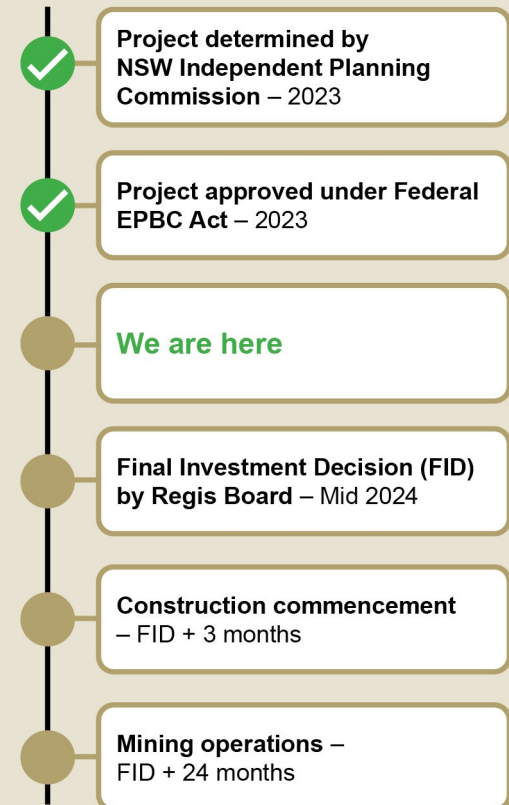 Project determined by
NSW Independent Planning
Commission – 2023
Project approved under Federal
EPBC Act – 2023
We are here
Final Investment Decision (FID)
by Regis Board – Mid 2024
Construction commencement
– FID + 3 months
Mining operations –
FID + 24 months